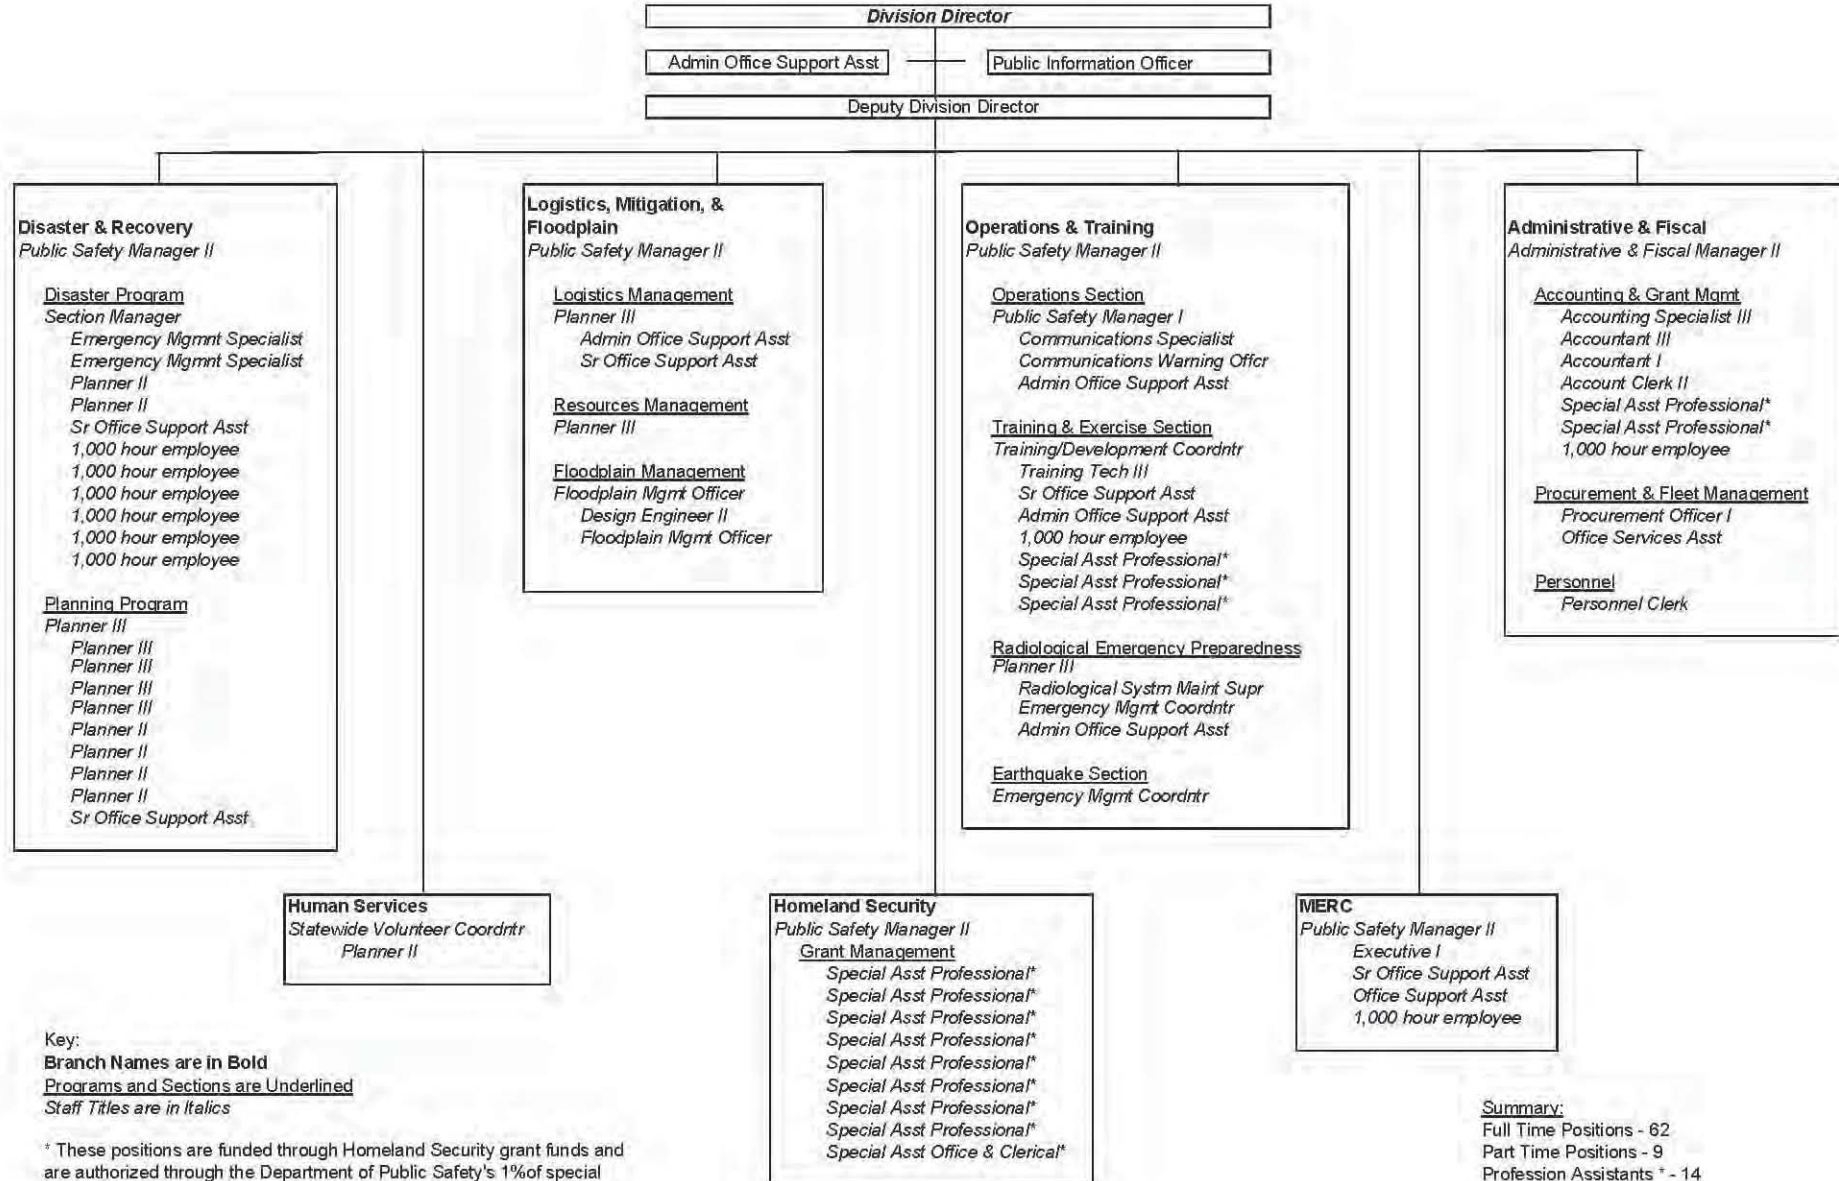 Division Director
Admin Office Support Asst
Public Information Officer
Deputy Division Director
Disaster & Recovery
Public Safety Manager II
Disaster Program
Section Manager
Emergency Mgmnt Specialist
Emergency Mgmnt Specialist
Planner II
Planner II
Sr Office Support Asst
1,000 hour employee
1,000 hour employee
1,000 hour employee
1,000 hour employee
1,000 hour employee
1,000 hour employee
Planning Program
Planner III
Planner III
Planner III
Planner III
Planner III
Planner II
Planner II
Planner II
Planner II
Sr Office Support Asst
Logistics, Mitigation, &
Floodplain
Public Safety Manager II
Logistics Management
Planner III
Admin Office Support Asst
Sr Office Support Asst
Resources Management
Planner III
Floodplain Management
Floodplain Mgmt Officer
Design Engineer II
Floodplain Mgmt Officer
Operations & Training
Public Safety Manager II
Operations Section
Public Safety Manager I
Communications Specialist
Communications Warning Offcr
Admin Office Support Asst
Training & Exercise Section
Training/Development Coordntr
Training Tech III
Sr Office Support Asst
Admin Office Support Asst
1,000 hour employee
Special Asst Professional*
Special Asst Professional*
Special Asst Professional*
Radiological Emergency Preparedness
Planner III
Radiological Systm Maint Supr
Emergency Mgmt Coordntr
Admin Office Support Asst
Earthquake Section
Emergency Mgmt Coordntr
Administrative & Fiscal
Administrative & Fiscal Manager II
Accounting & Grant Mgmt
Accounting Specialist III
Accountant III
Accountant I
Account Clerk II
Special Asst Professional*
Special Asst Professional*
1,000 hour employee
Procurement & Fleet Management
Procurement Officer I
Office Services Asst
Personnel
Personnel Clerk
Human Services
Statewide Volunteer Coordntr
Planner II
Homeland Security
Public Safety Manager II
Grant Management
Special Asst Professional*
Special Asst Professional*
Special Asst Professional*
Special Asst Professional*
Special Asst Professional*
Special Asst Professional*
Special Asst Professional*
Special Asst Professional*
Special Asst Office & Clerical*
MERC
Public Safety Manager II
Executive I
Sr Office Support Asst
Office Support Asst
1,000 hour employee
Key:
Branch Names are in Bold
Programs and Sections are Underlined
Staff Titles are in Italics
* These positions are funded through Homeland Security grant funds and
are authorized through the Department of Public Safety's 1%of special
Summary:
Full Time Positions - 62
Part Time Positions - 9
Profession Assistants * - 14